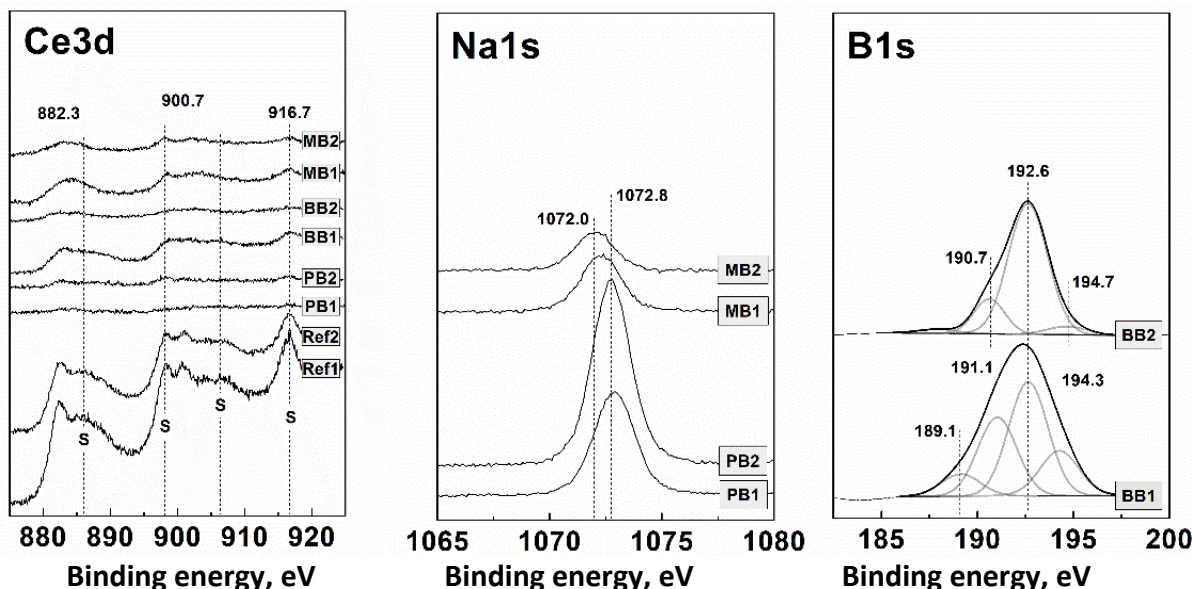 Ce3d
882.3
900.7
916.7
MB2
MB1
BB2
BB1
PB2
PB1
Ref2
Ref1
S
S
S
S
880 890 900 910 920
Binding energy, eV
Na1s
1072.8
1072.0
MB2
MB1
PB2
PB1
1065 1070 1075 1080
Binding energy, eV
B1s
192.6
190.7
194.7
BB2
191.1
194.3
189.1
BB1
185 190 195 200
Binding energy, eV